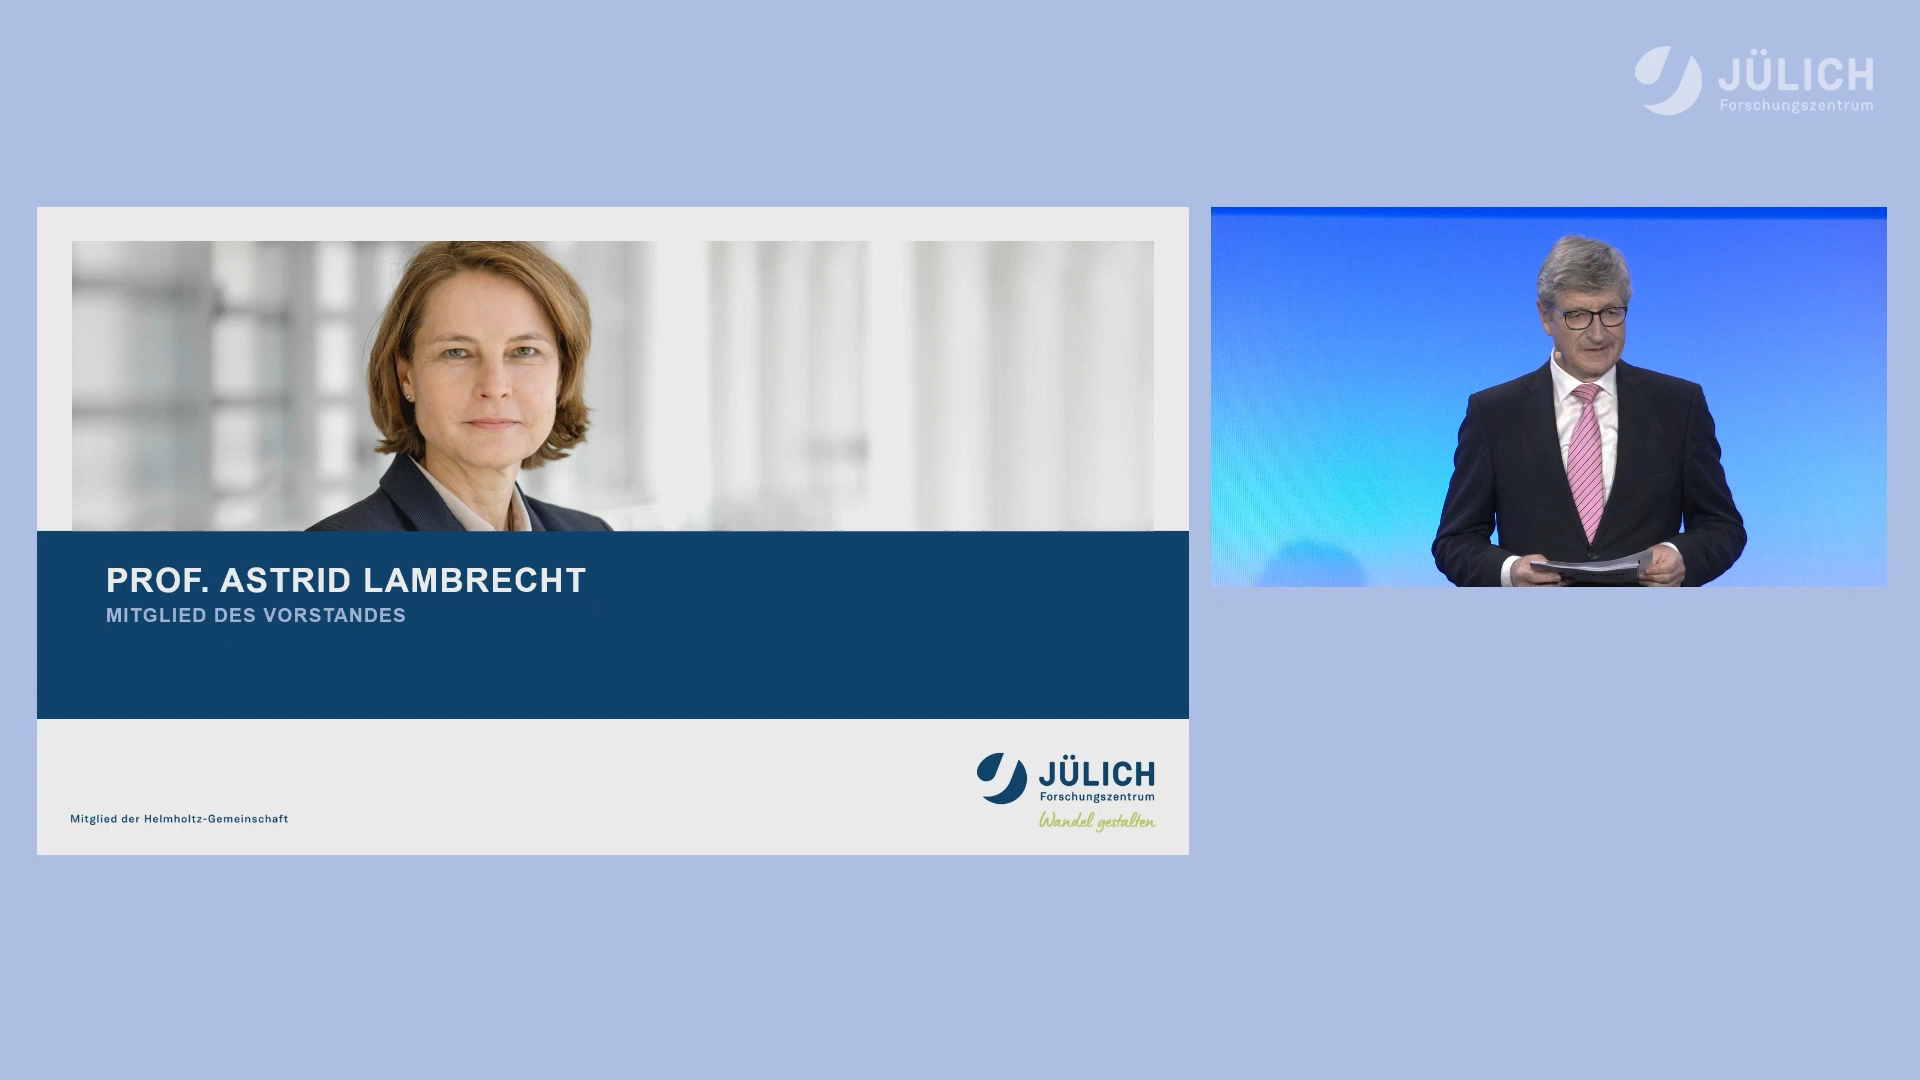 JÜLICH
Forschungszentrum
PROF. ASTRID LAMBRECHT
MITGLIED DES VORSTANDES
JÜLICH
Forschungszentrum
Wandel gestalten
Mitglied der Helmholtz-Gemeinschaft